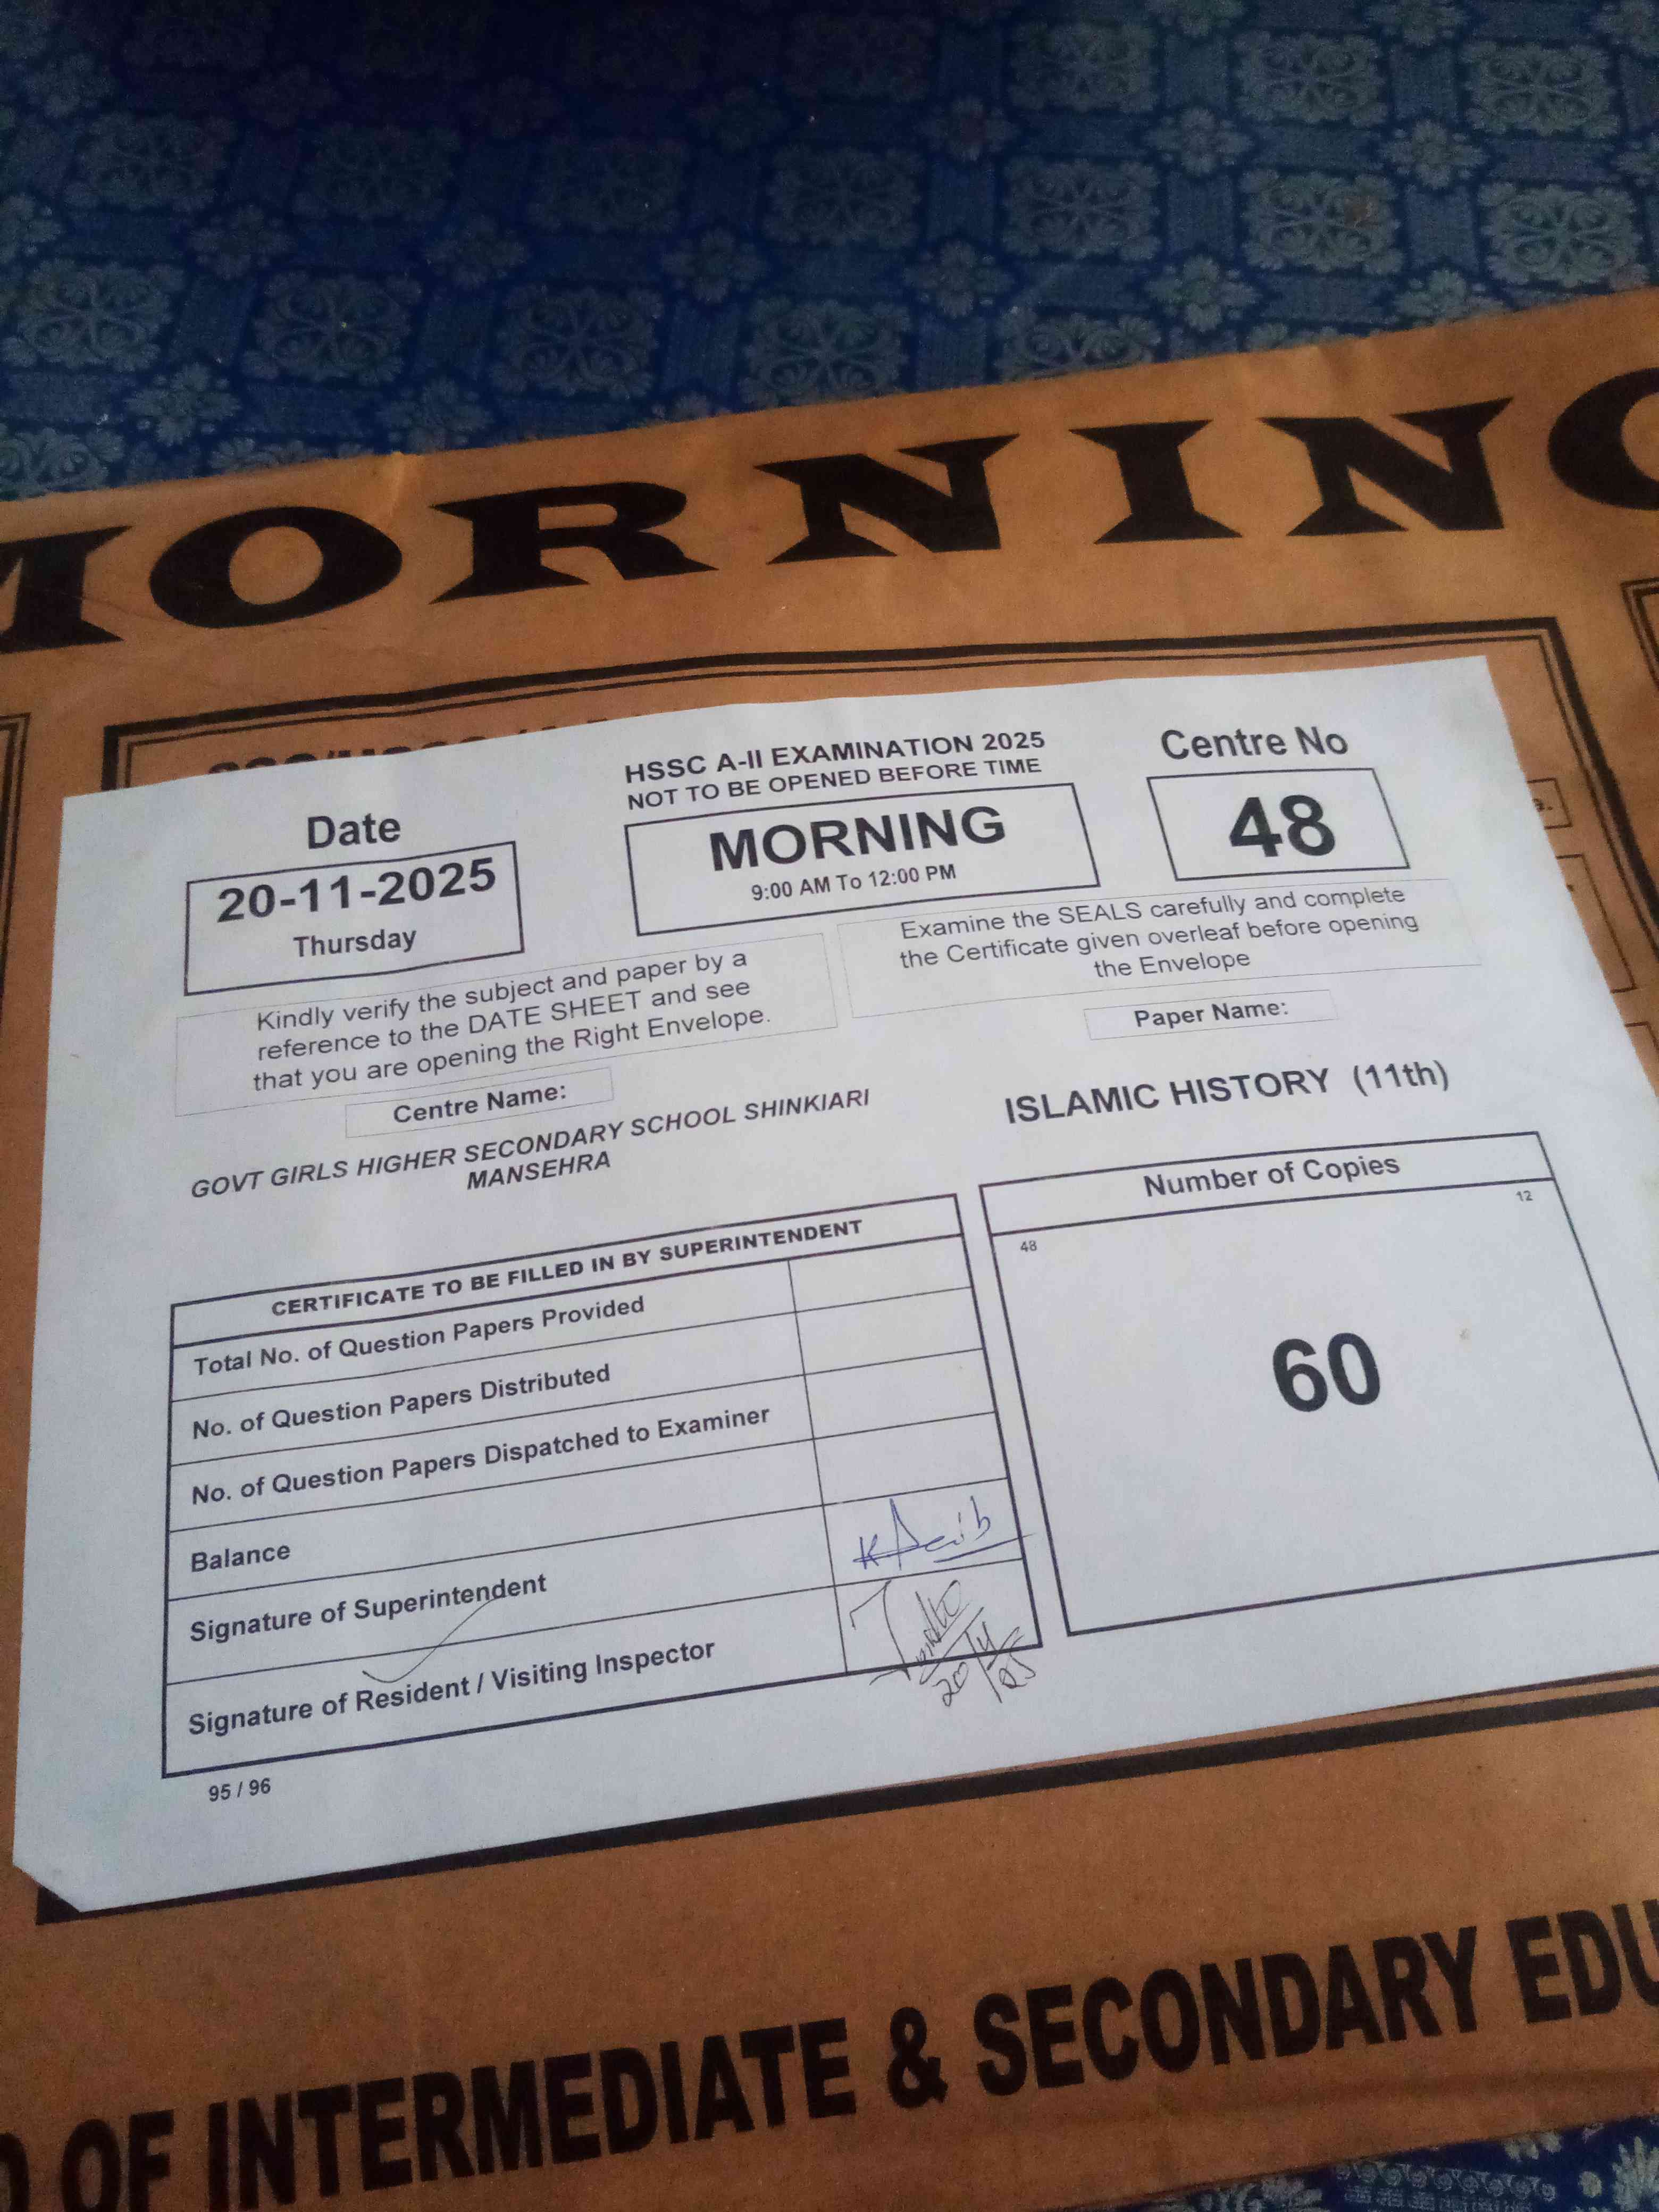 MORNING
HSSC A-II EXAMINATION 2025
NOT TO BE OPENED BEFORE TIME
Date
20-11-2025
Thursday
MORNING
9:00 AM To 12:00 PM
Centre No
48
Kindly verify the subject and paper by a
reference to the DATE SHEET and see
that you are opening the Right Envelope.
Examine the SEALS carefully and complete
the Certificate given overleaf before opening
the Envelope
Centre Name:
GOVT GIRLS HIGHER SECONDARY SCHOOL SHINKIARI
MANSEHRA
Paper Name:
ISLAMIC HISTORY (11th)
CERTIFICATE TO BE FILLED IN BY SUPERINTENDENT
Total No. of Question Papers Provided
No. of Question Papers Distributed
No. of Question Papers Dispatched to Examiner
Balance
Signature of Superintendent
Signature of Resident / Visiting Inspector
20/11
Number of Copies
48
12
60
95 / 96
OF INTERMEDIATE & SECONDARY EDU